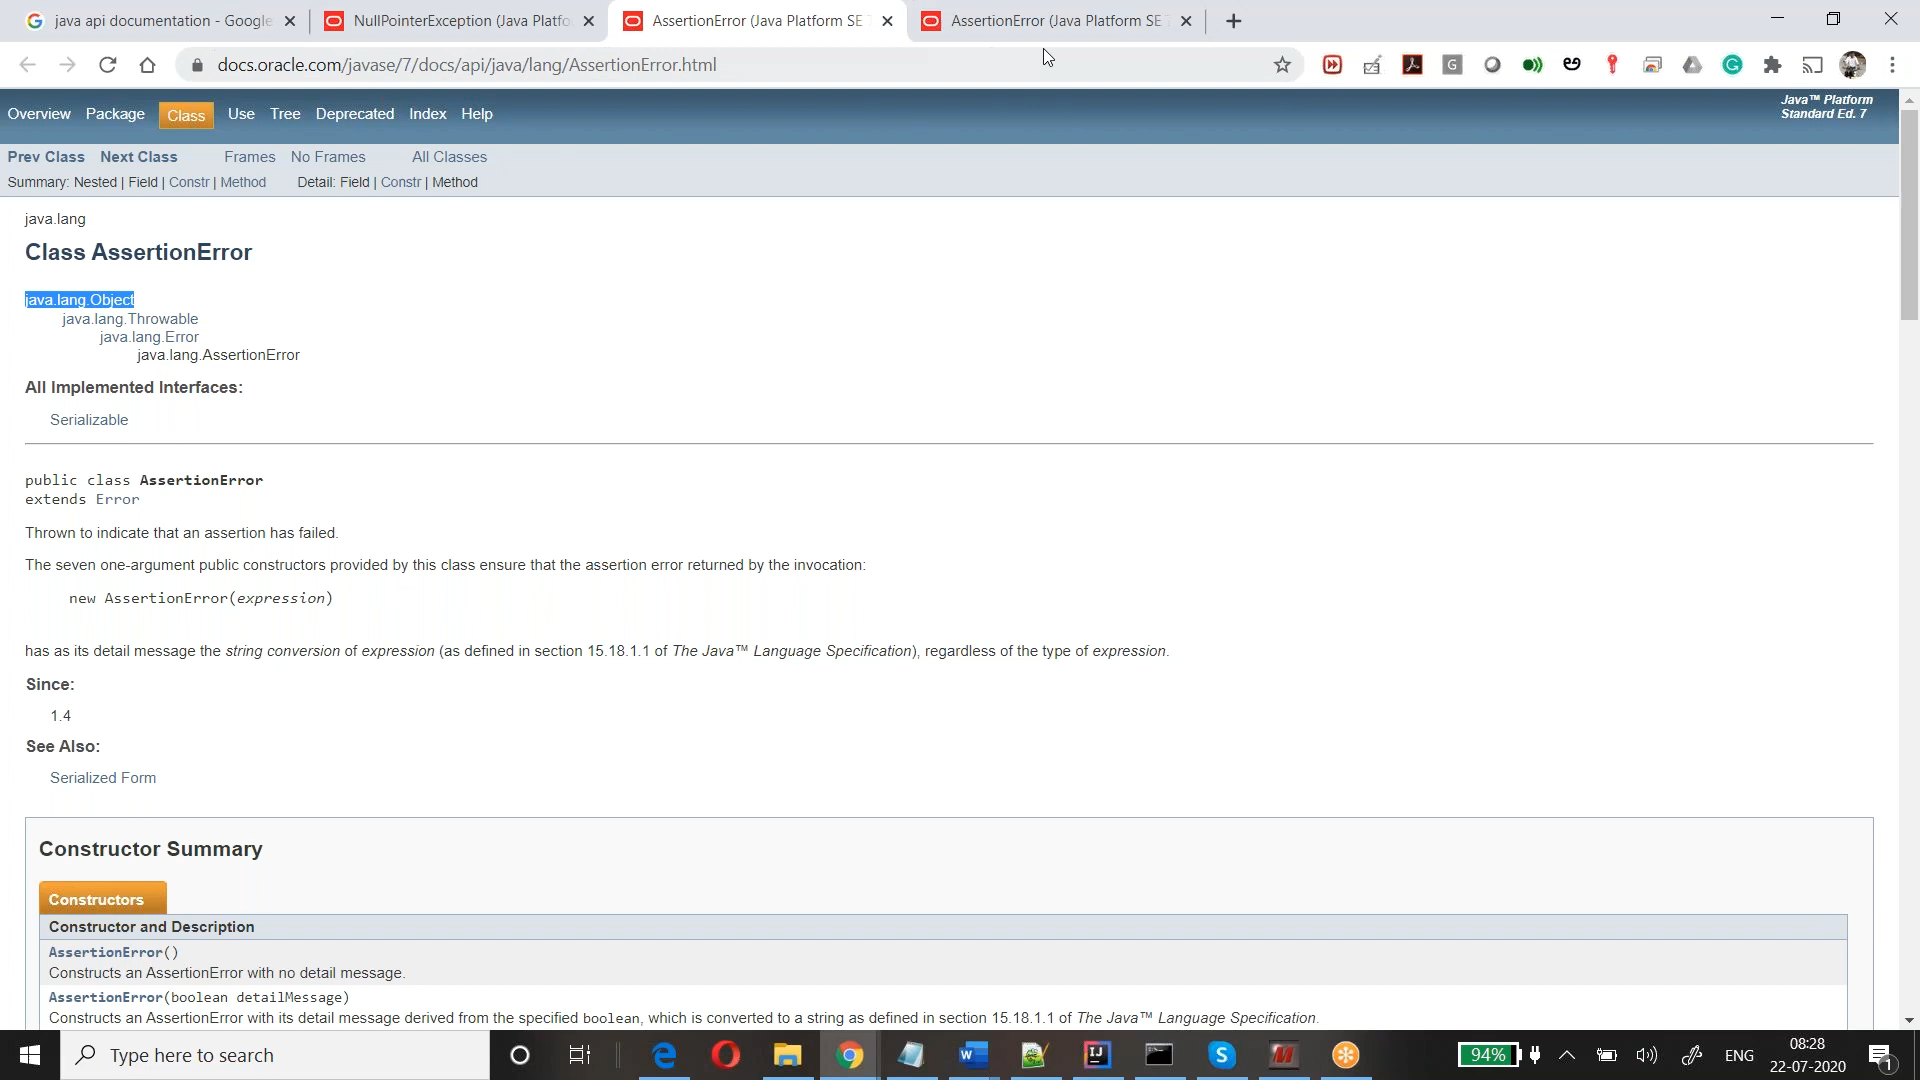 java api documentation - Google
NullPointerException (Java Platfo
AssertionError (Java Platform SE 7
AssertionError (Java Platform SE 7
docs.oracle.com/javase/7/docs/api/java/lang/AssertionError.html
Overview Package Class Use Tree Deprecated Index Help
Java™ Platform
Standard Ed. 7
Prev Class Next Class Frames No Frames All Classes
Summary: Nested | Field | Constr | Method Detail: Field | Constr | Method
java.lang
Class AssertionError
java.lang.Object
java.lang.Throwable
java.lang.Error
java.lang.AssertionError
All Implemented Interfaces:
Serializable
public class AssertionError
extends Error
Thrown to indicate that an assertion has failed.
The seven one-argument public constructors provided by this class ensure that the assertion error returned by the invocation:
new AssertionError(expression)
has as its detail message the string conversion of expression (as defined in section 15.18.1.1 of The Java™ Language Specification), regardless of the type of expression.
Since:
1.4
See Also:
Serialized Form
Constructor Summary
Constructors
Constructor and Description
AssertionError()
Constructs an AssertionError with no detail message.
AssertionError(boolean detailMessage)
Constructs an AssertionError with its detail message derived from the specified boolean, which is converted to a string as defined in section 15.18.1.1 of The Java™ Language Specification.
Type here to search
94%
ENG
08:28
22-07-2020
1